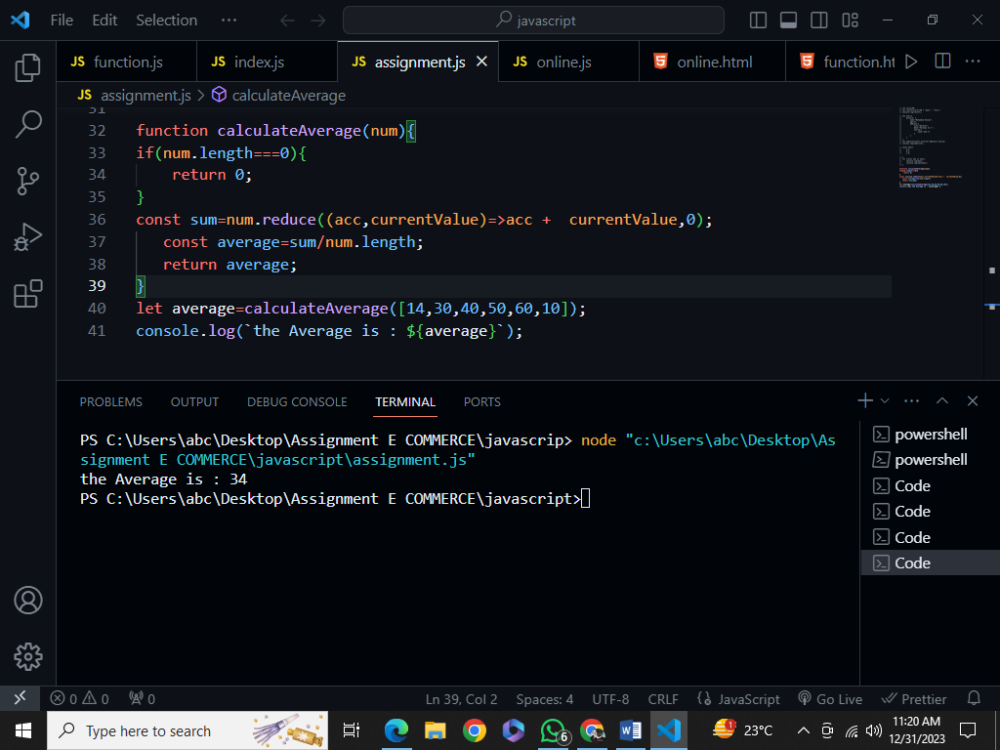 File Edit Selection ··· javascript
JS function.js JS index.js JS assignment.js JS online.js online.html function.ht
JS assignment.js > calculateAverage
31
32 function calculateAverage(num){
33 if(num.length===0){
34 return 0;
35 }
36 const sum=num.reduce((acc,currentValue)=>acc + currentValue,0);
37 const average=sum/num.length;
38 return average;
39 }
40 let average=calculateAverage([14,30,40,50,60,10]);
41 console.log(`the Average is : ${average}`);
PROBLEMS OUTPUT DEBUG CONSOLE TERMINAL PORTS
PS C:\Users\abc\Desktop\Assignment E COMMERCE\javascrip> node "c:\Users\abc\Desktop\As
signment E COMMERCE\javascript\assignment.js"
the Average is : 34
PS C:\Users\abc\Desktop\Assignment E COMMERCE\javascript>
powershell
powershell
Code
Code
Code
Code
0 0 0 Ln 39, Col 2 Spaces: 4 UTF-8 CRLF JavaScript Go Live Prettier
Type here to search 6 1 23°C 11:20 AM
12/31/2023